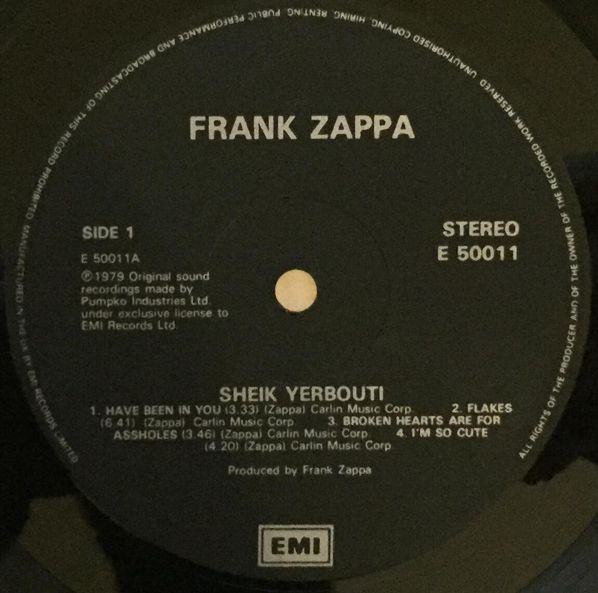 FRANK ZAPPA
SIDE 1
STEREO
E 50011
E 50011A
℗1979 Original sound
recordings made by
Pumpko Industries Ltd.
under exclusive license to
EMI Records Ltd.
SHEIK YERBOUTI
1. HAVE BEEN IN YOU (3.33) (Zappa) Carlin Music Corp. 2. FLAKES
(6.41) (Zappa) Carlin Music Corp. 3. BROKEN HEARTS ARE FOR
ASSHOLES (3.46) (Zappa) Carlin Music Corp. 4. I'M SO CUTE
(4.20) (Zappa) Carlin Music Corp.
Produced by Frank Zappa
EMI
ALL RIGHTS OF THE PRODUCER AND OF THE OWNER OF THE RECORDED WORK RESERVED UNAUTHORISED COPYING, HIRING, RENTING, PUBLIC PERFORMANCE AND BROADCASTING OF THIS RECORD PROHIBITED. MANUFACTURED IN THE UK BY EMI RECORDS LIMITED